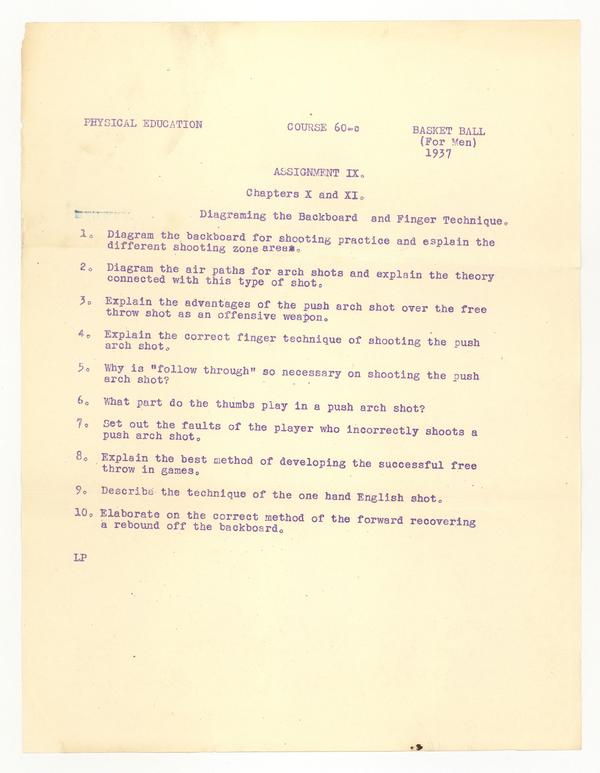 PHYSICAL EDUCATION COURSE 60-c BASKET BALL
(For Men)
1937
ASSIGNMENT IX.
Chapters X and XI.
Diagraming the Backboard and Finger Technique.
1. Diagram the backboard for shooting practice and esplain the
different shooting zone areas.
2. Diagram the air paths for arch shots and explain the theory
connected with this type of shot.
3. Explain the advantages of the push arch shot over the free
throw shot as an offensive weapon.
4. Explain the correct finger technique of shooting the push
arch shot.
5. Why is "follow through" so necessary on shooting the push
arch shot?
6. What part do the thumbs play in a push arch shot?
7. Set out the faults of the player who incorrectly shoots a
push arch shot.
8. Explain the best method of developing the successful free
throw in games.
9. Describe the technique of the one hand English shot.
10. Elaborate on the correct method of the forward recovering
a rebound off the backboard.
LP